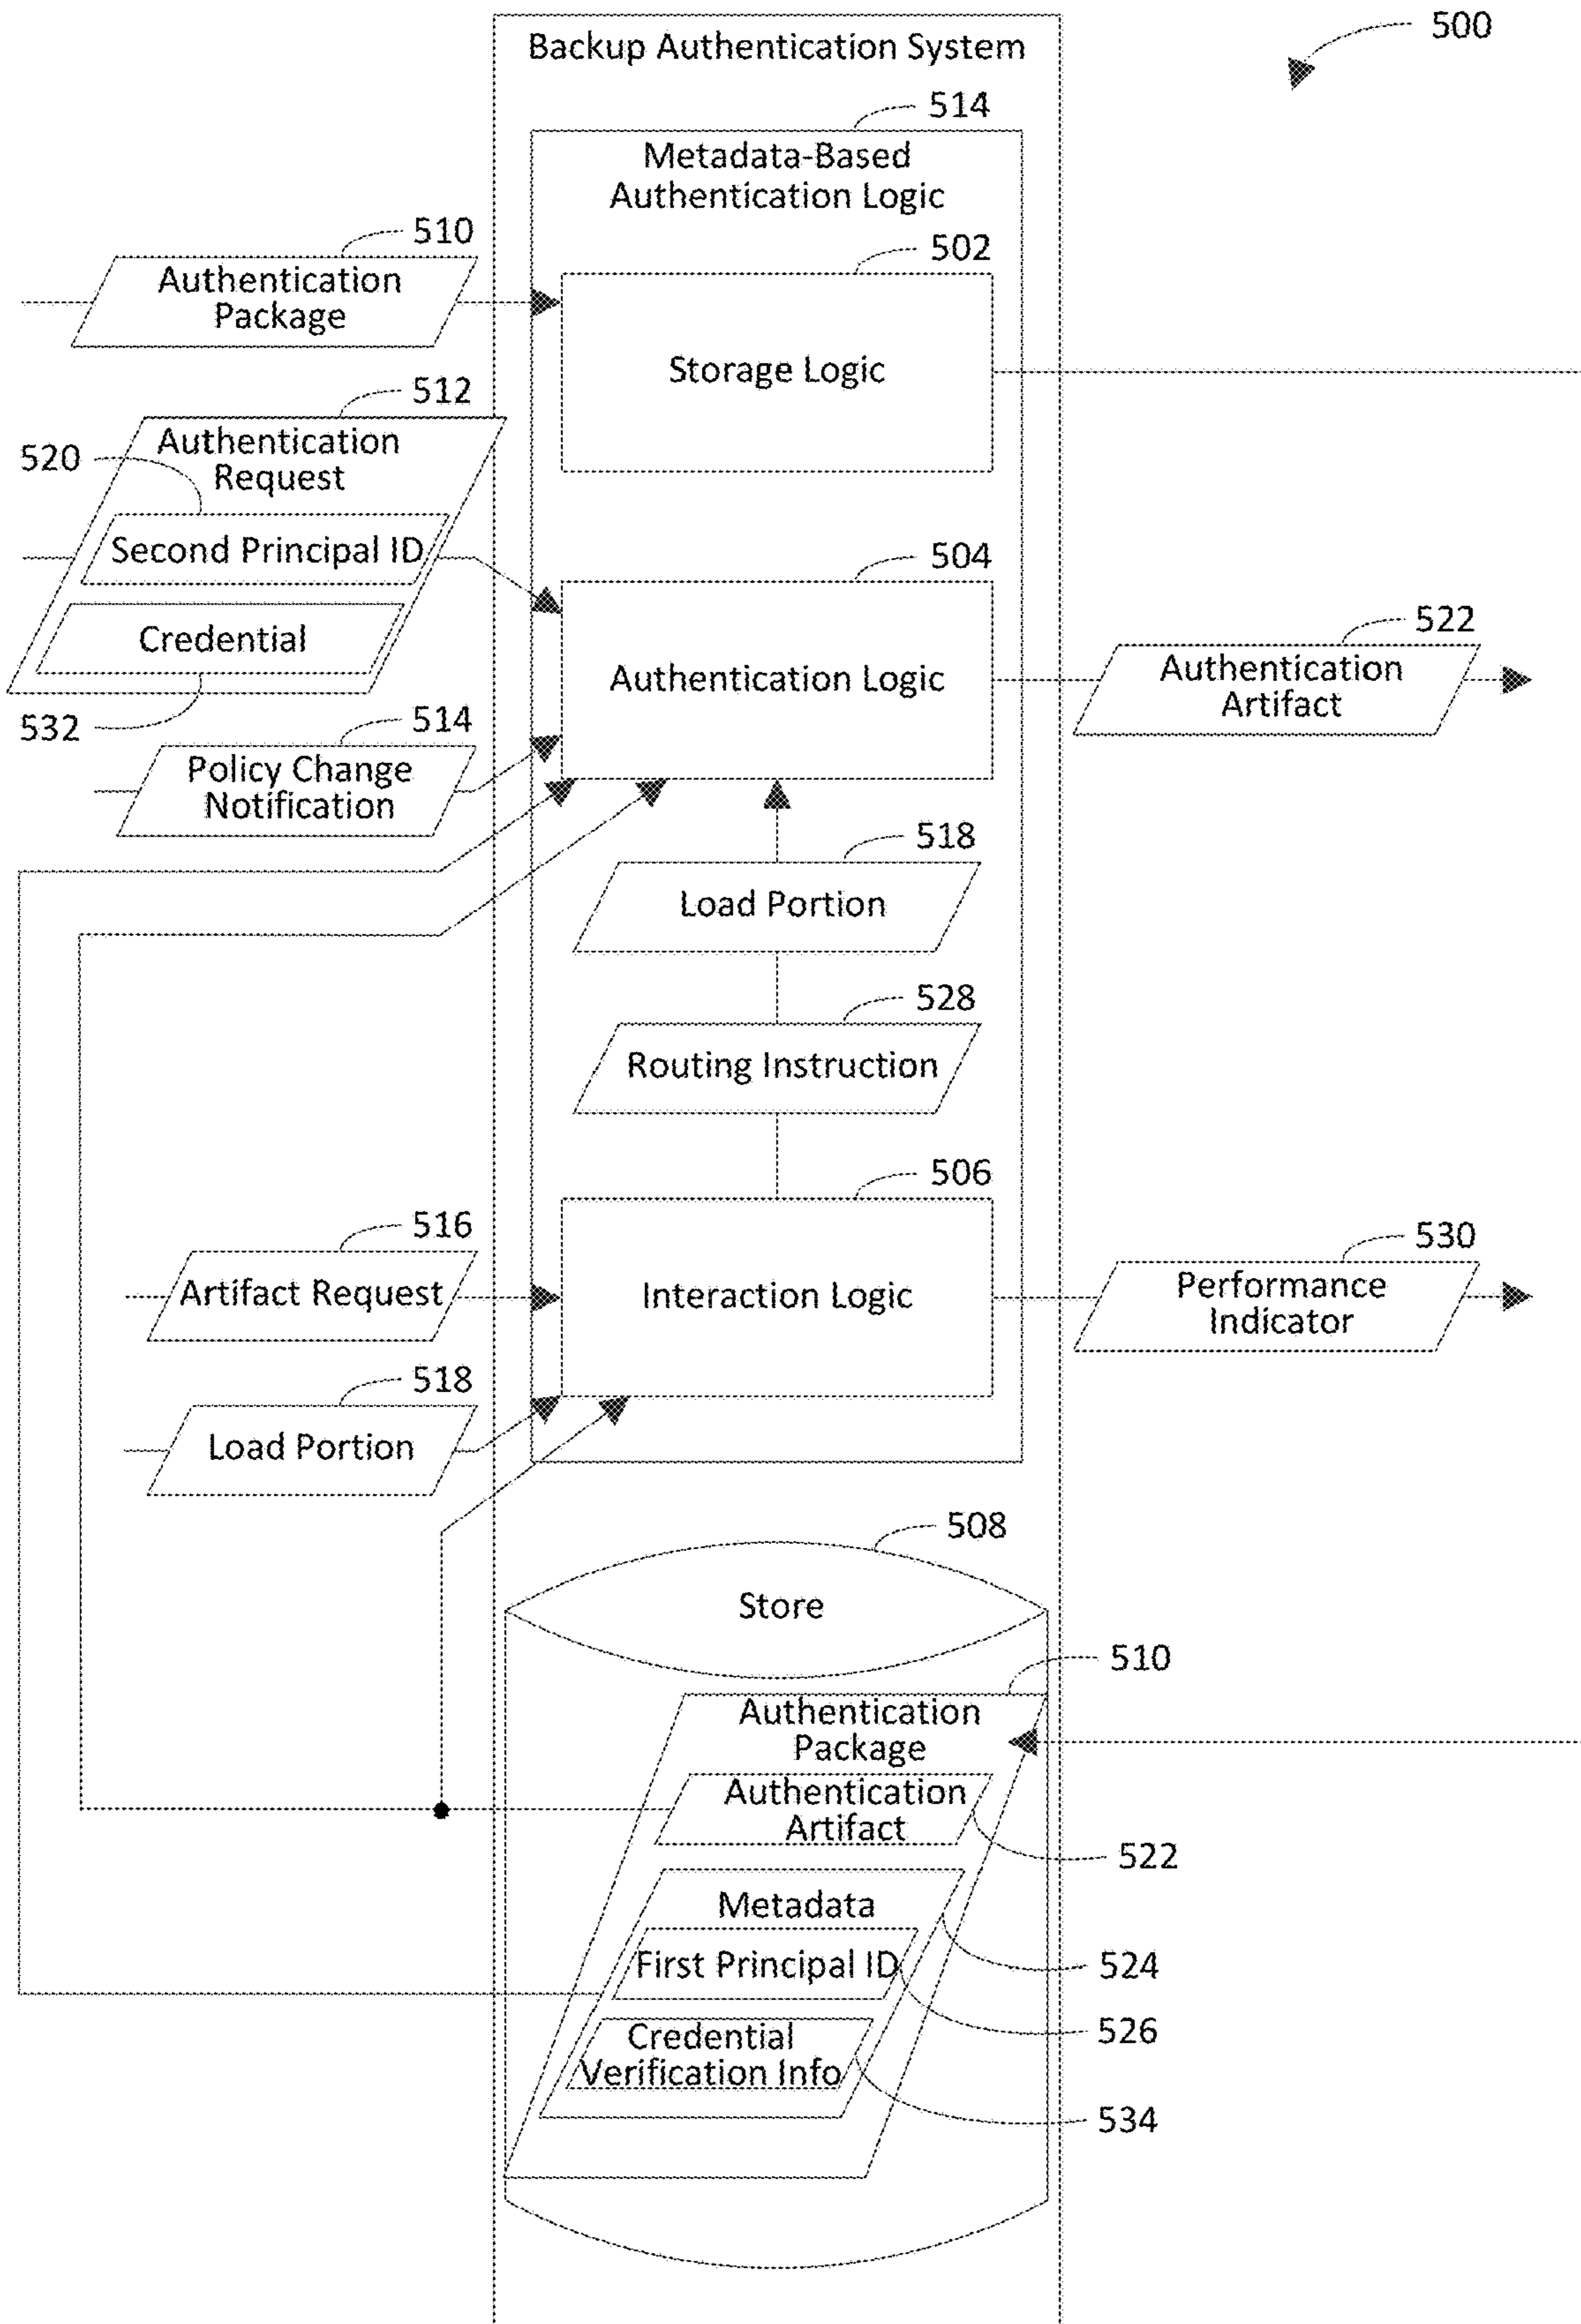 500
Backup Authentication System
514
Metadata-Based
Authentication Logic
510
Authentication
Package
502
Storage Logic
512
Authentication
Request
520
Second Principal ID
Credential
532
504
Authentication Logic
522
Authentication
Artifact
514
Policy Change
Notification
518
Load Portion
528
Routing Instruction
516
Artifact Request
506
Interaction Logic
530
Performance
Indicator
518
Load Portion
508
Store
510
Authentication
Package
Authentication
Artifact
522
Metadata
524
First Principal ID
526
Credential
Verification Info
534